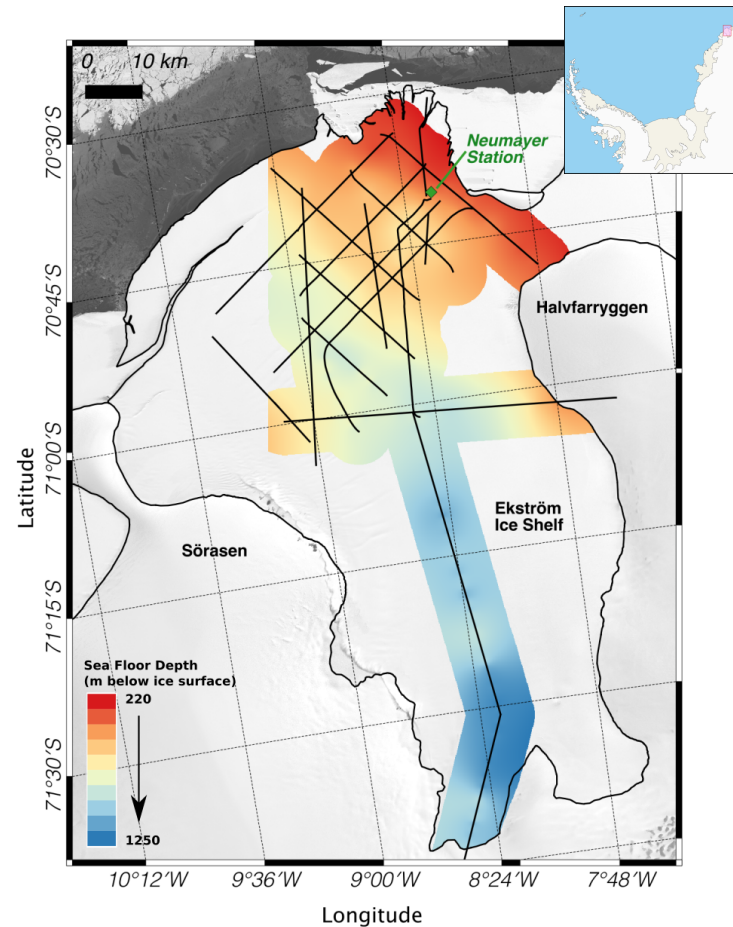 0 10 km
Neumayer
Station
Halvfarryggen
Ekström
Ice Shelf
Sörasen
Sea Floor Depth
(m below ice surface)
220
1250
70°30′S
70°45′S
71°00′S
71°15′S
71°30′S
Latitude
10°12′W 9°36′W 9°00′W 8°24′W 7°48′W
Longitude